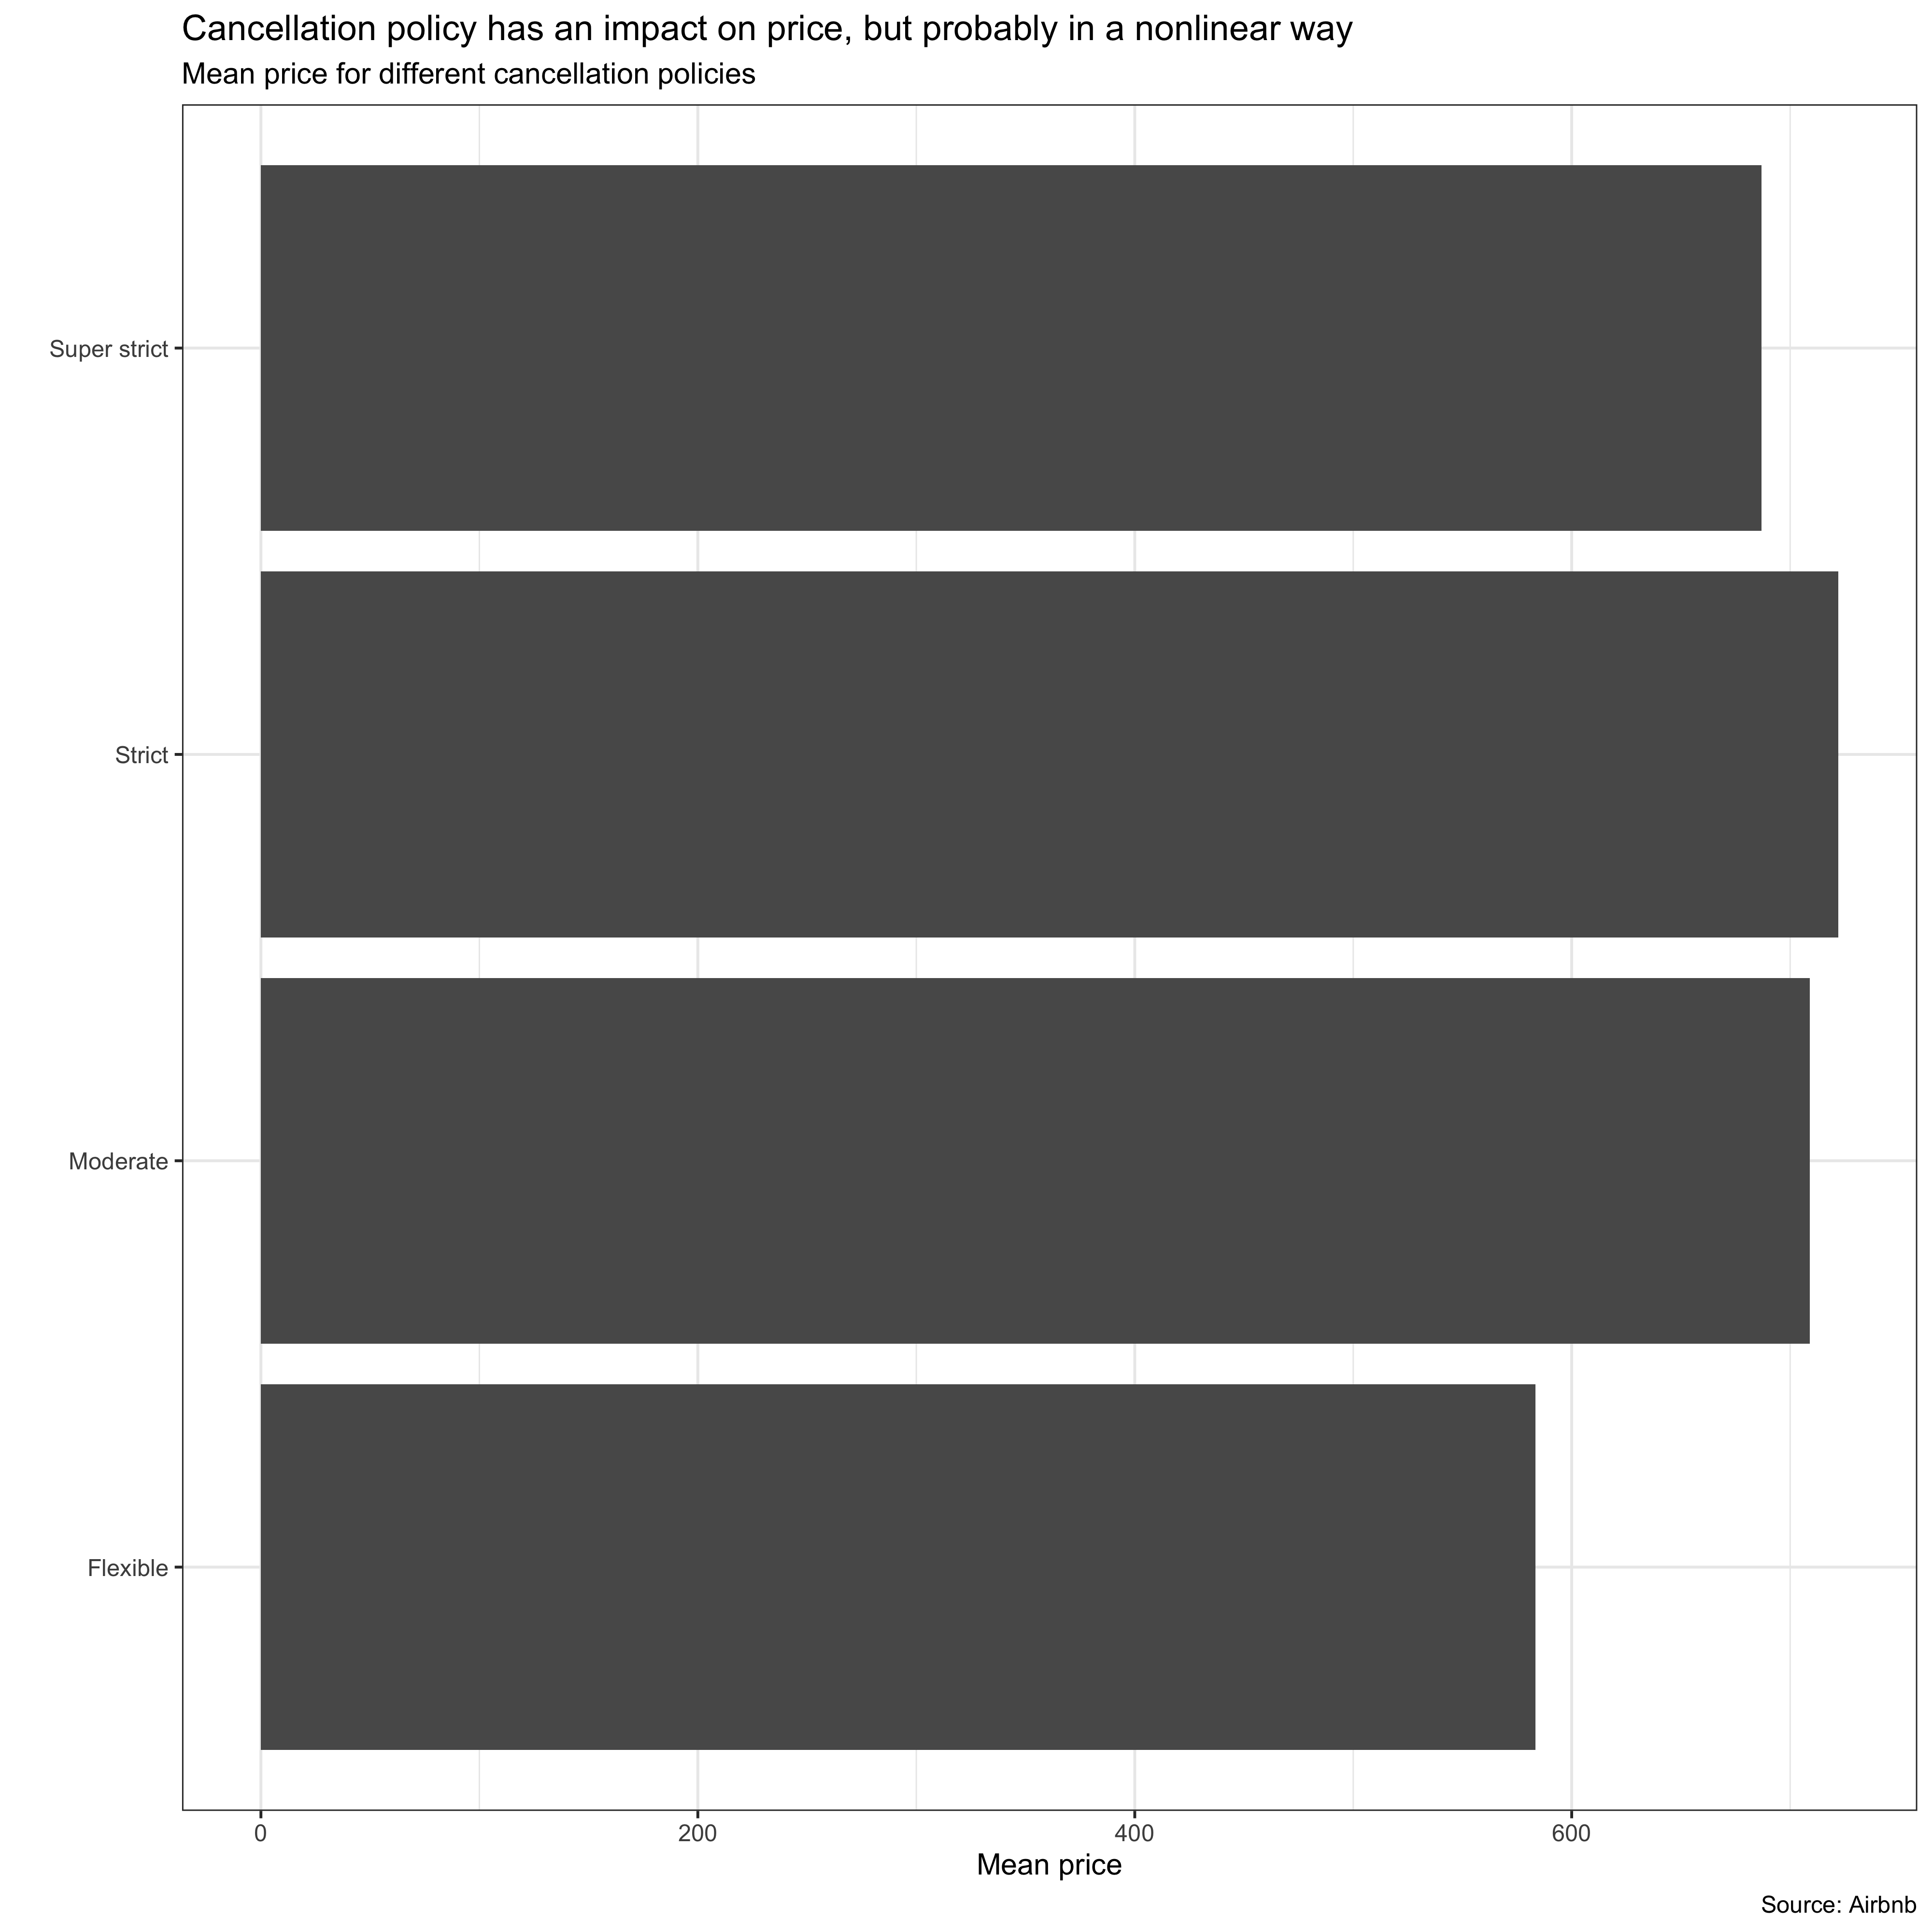 Cancellation policy has an impact on price, but probably in a nonlinear way
Mean price for different cancellation policies
Super strict
Strict
Moderate
Flexible
0 200 400 600
Mean price
Source: Airbnb